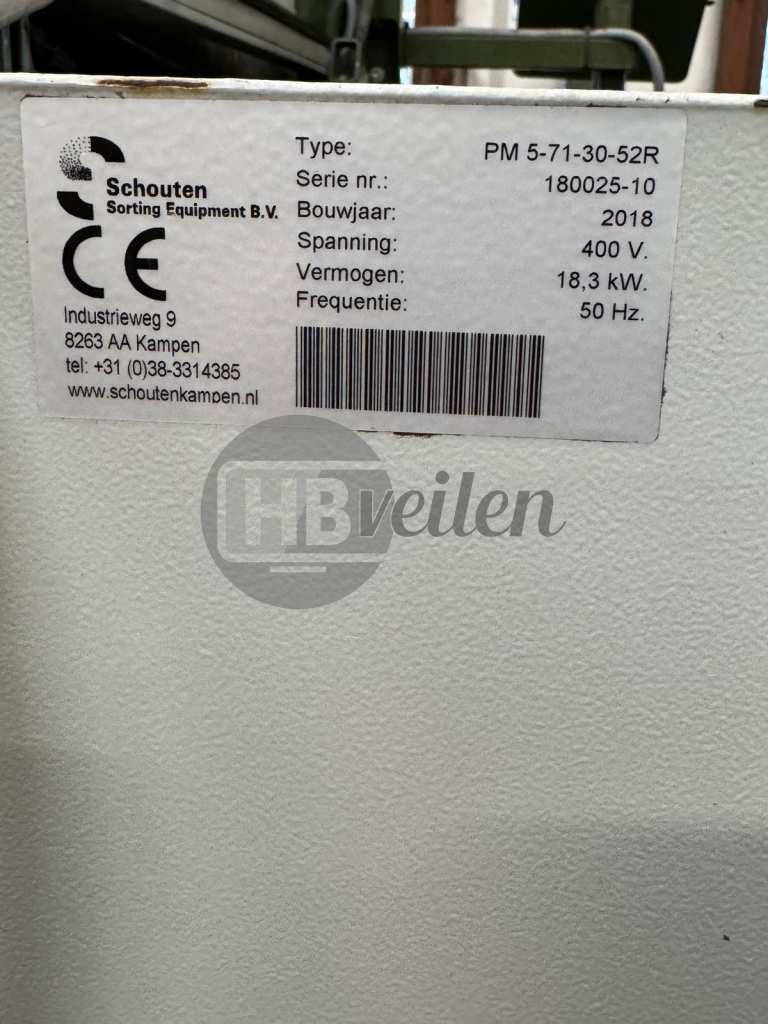 Schouten
Sorting Equipment B.V.
CE
Industrieweg 9
8263 AA Kampen
tel: +31 (0)38-3314385
www.schoutenkampen.nl
Type: PM 5-71-30-52R
Serie nr.: 180025-10
Bouwjaar: 2018
Spanning: 400 V.
Vermogen: 18,3 kW.
Frequentie: 50 Hz.
HBveilen